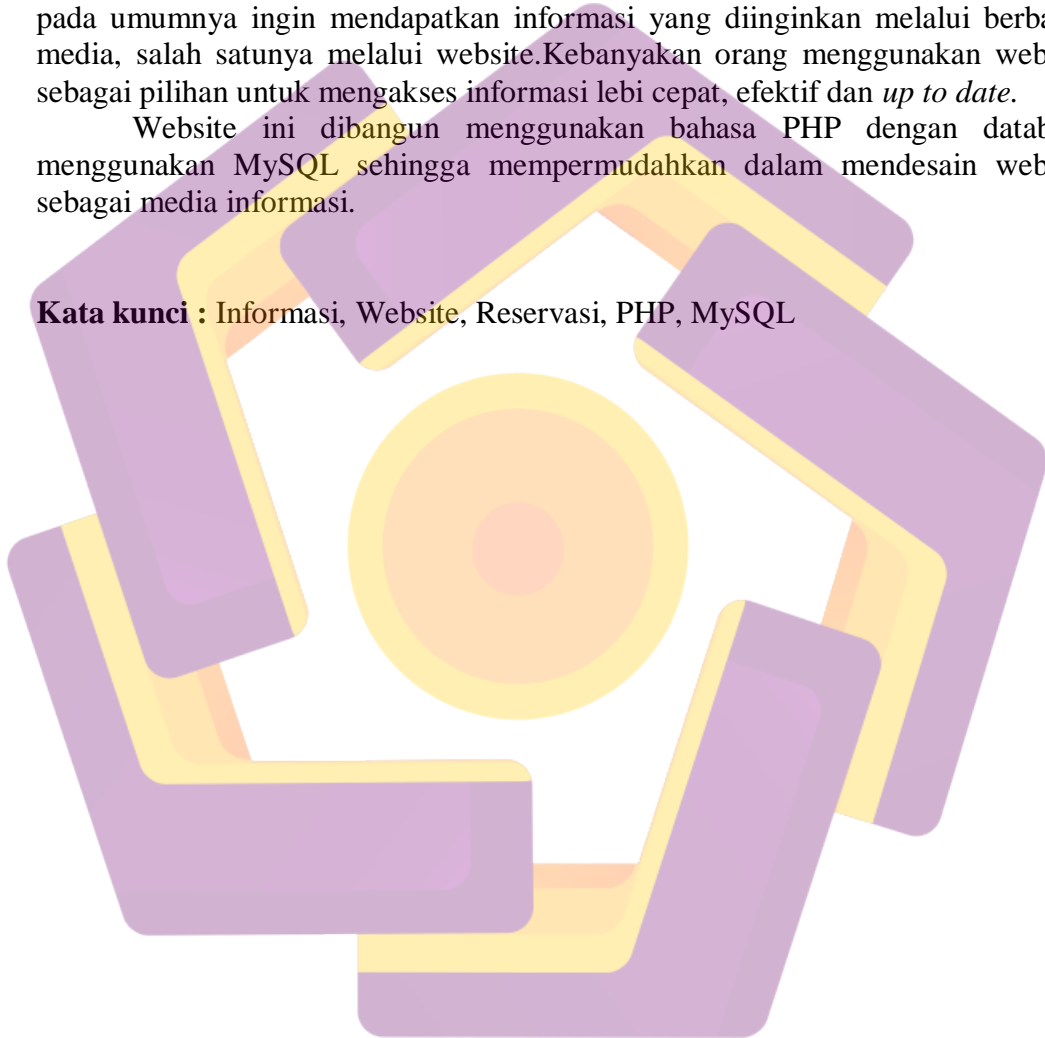 pada umumnya ingin mendapatkan informasi yang diinginkan melalui berba
media, salah satunya melalui website.Kebanyakan orang menggunakan web
sebagai pilihan untuk mengakses informasi lebi cepat, efektif dan up to date.
Website ini dibangun menggunakan bahasa PHP dengan datab
menggunakan MySQL sehingga mempermudahkan dalam mendesain web
sebagai media informasi.
Kata kunci : Informasi, Website, Reservasi, PHP, MySQL